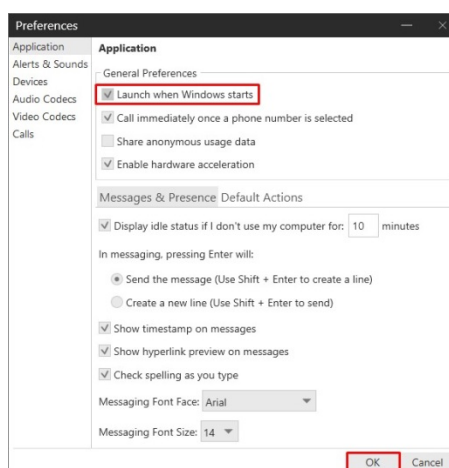 Preferences
Application
Alerts & Sounds
Devices
Audio Codecs
Video Codecs
Calls
Application
General Preferences
Launch when Windows starts
Call immediately once a phone number is selected
Share anonymous usage data
Enable hardware acceleration
Messages & Presence Default Actions
Display idle status if I don't use my computer for: 10 minutes
In messaging, pressing Enter will:
Send the message (Use Shift + Enter to create a line)
Create a new line (Use Shift + Enter to send)
Show timestamp on messages
Show hyperlink preview on messages
Check spelling as you type
Messaging Font Face: Arial
Messaging Font Size: 14
OK Cancel